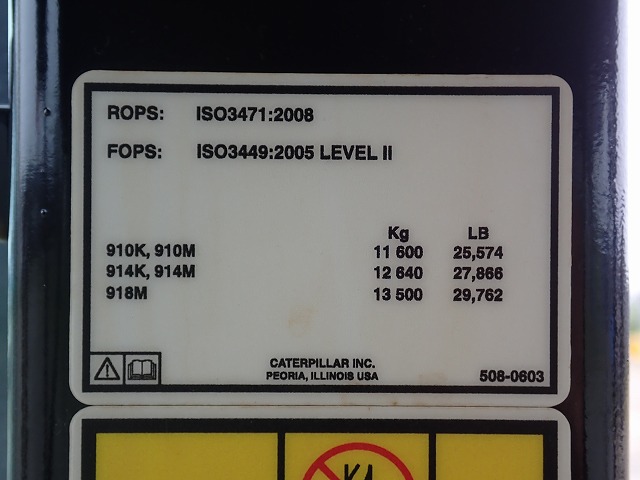 ROPS: ISO3471:2008
FOPS: ISO3449:2005 LEVEL II
Kg LB
910K, 910M 11 600 25,574
914K, 914M 12 640 27,866
918M 13 500 29,762
CATERPILLAR INC.
PEORIA, ILLINOIS USA
508-0603